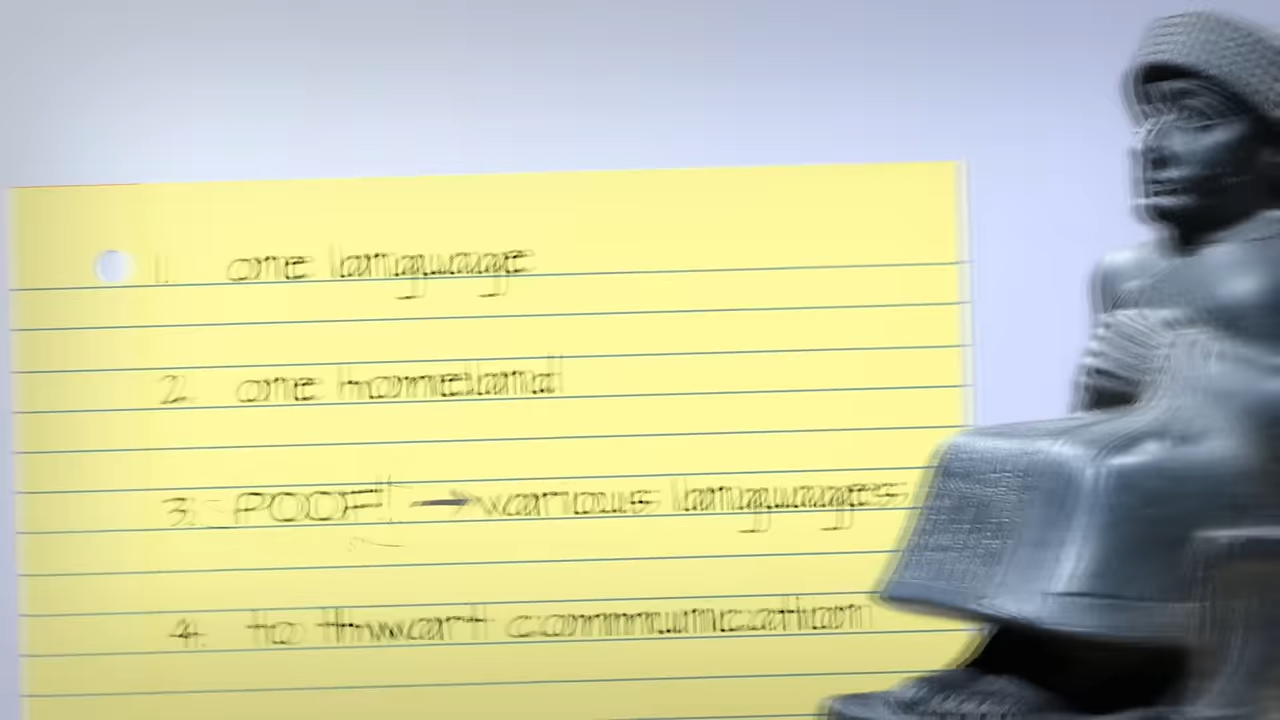 1. one language
2. one homeland
3. POOF! → various languages
4. to thwart communication